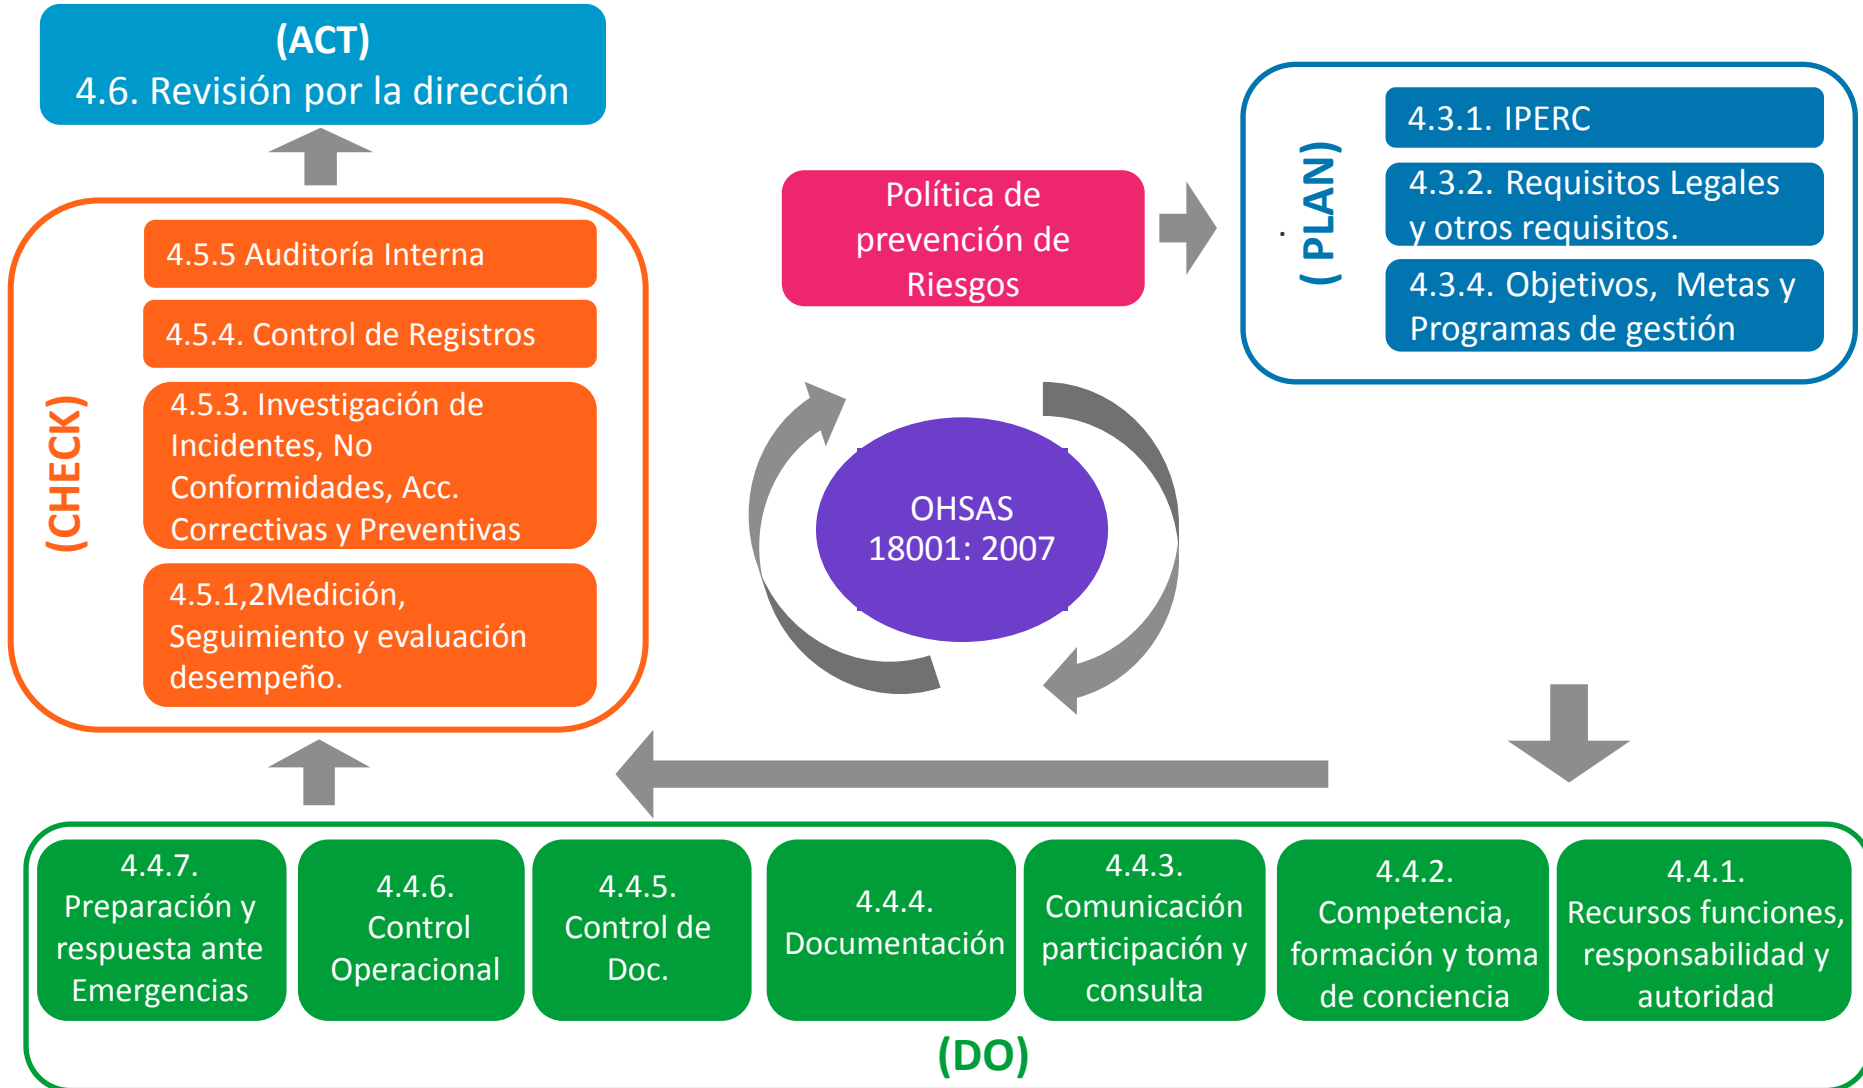 (ACT)
4.6. Revisión por la dirección
Política de
prevención de
Riesgos
( PLAN)
.
4.3.1. IPERC
4.3.2. Requisitos Legales
y otros requisitos.
4.3.4. Objetivos, Metas y
Programas de gestión
(CHECK)
4.5.5 Auditoría Interna
4.5.4. Control de Registros
4.5.3. Investigación de
Incidentes, No
Conformidades, Acc.
Correctivas y Preventivas
4.5.1,2Medición,
Seguimiento y evaluación
desempeño.
OHSAS
18001: 2007
4.4.7.
Preparación y
respuesta ante
Emergencias
4.4.6.
Control
Operacional
4.4.5.
Control de
Doc.
4.4.4.
Documentación
4.4.3.
Comunicación
participación y
consulta
4.4.2.
Competencia,
formación y toma
de conciencia
4.4.1.
Recursos funciones,
responsabilidad y
autoridad
(DO)